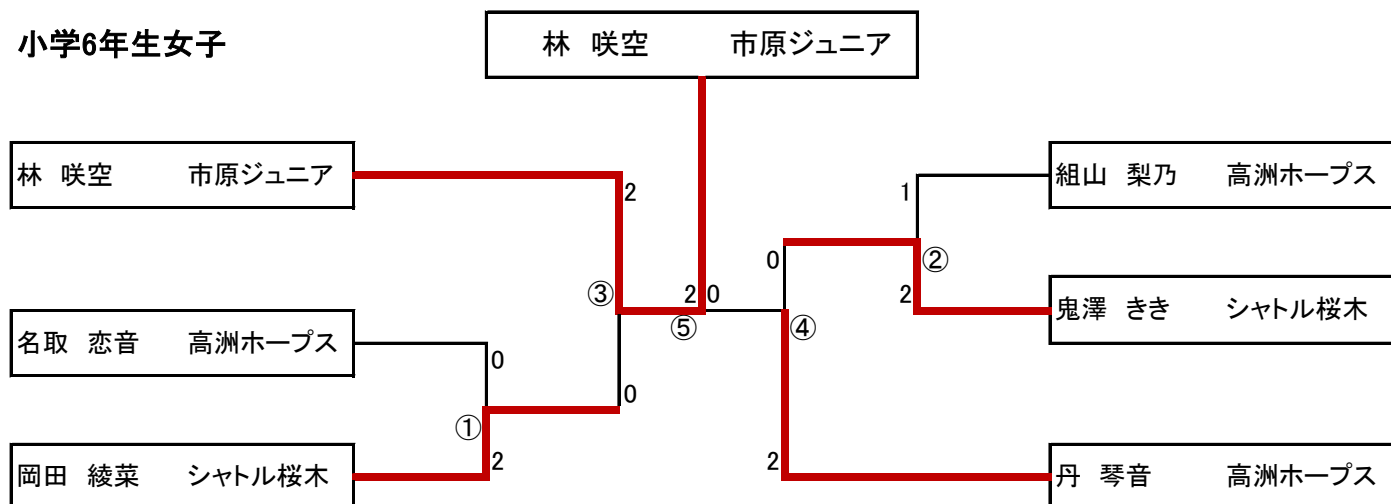 小学6年生女子
林　咲空　市原ジュニア
林　咲空　市原ジュニア
2
組山　梨乃　高洲ホープス
1
0
②
③
2 0
2
鬼澤　きき　シャトル桜木
⑤
④
名取　恋音　高洲ホープス
0
0
①
2
岡田　綾菜　シャトル桜木
2
丹　琴音　高洲ホープス